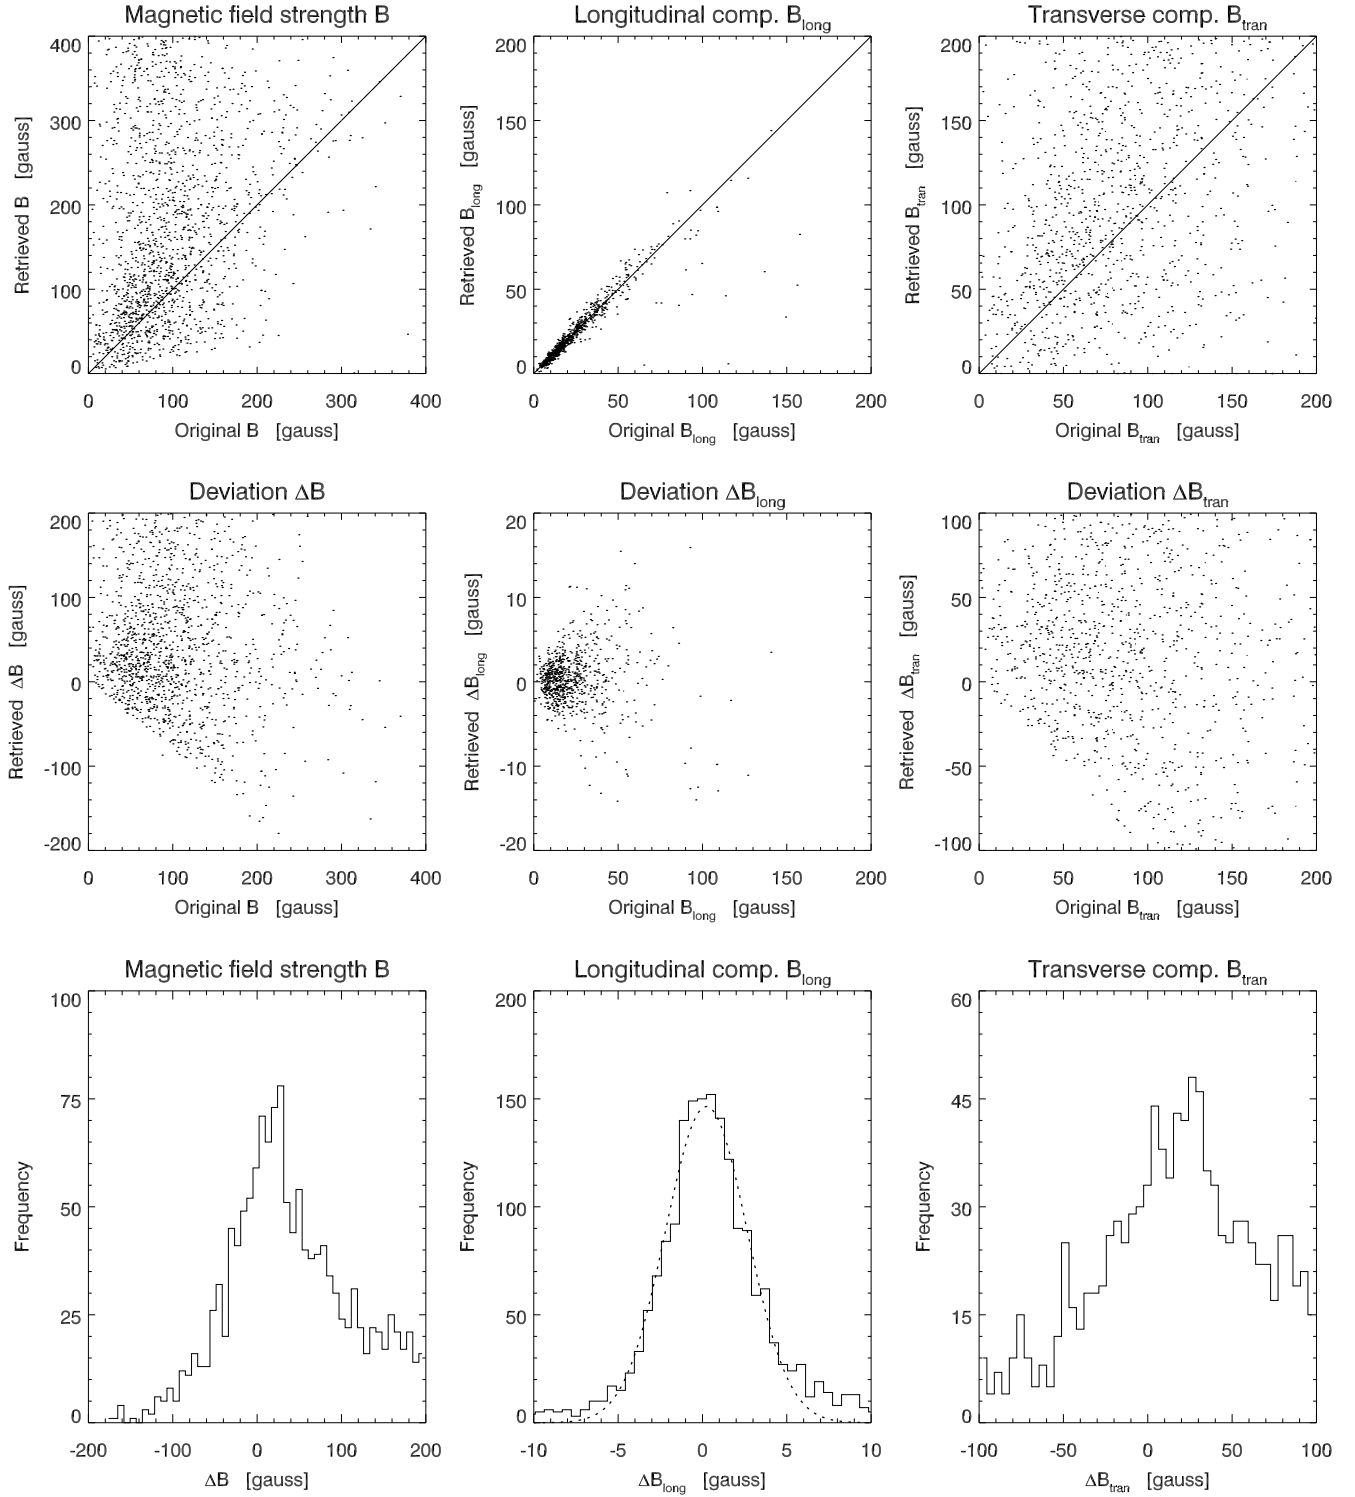 Magnetic field strength B
Longitudinal comp. B_long
Transverse comp. B_tran
Retrieved B [gauss]
400
300
200
100
0
0 100 200 300 400
Original B [gauss]
Retrieved B_long [gauss]
200
150
100
50
0
0 50 100 150 200
Original B_long [gauss]
Retrieved B_tran [gauss]
200
150
100
50
0
0 50 100 150 200
Original B_tran [gauss]
Deviation ΔB
Deviation ΔB_long
Deviation ΔB_tran
Retrieved ΔB [gauss]
200
100
0
-100
-200
0 100 200 300 400
Original B [gauss]
Retrieved ΔB_long [gauss]
20
10
0
-10
-20
0 50 100 150 200
Original B_long [gauss]
Retrieved ΔB_tran [gauss]
100
50
0
-50
-100
0 50 100 150 200
Original B_tran [gauss]
Magnetic field strength B
Longitudinal comp. B_long
Transverse comp. B_tran
Frequency
100
75
50
25
0
-200 -100 0 100 200
ΔB [gauss]
Frequency
200
150
100
50
0
-10 -5 0 5 10
ΔB_long [gauss]
Frequency
60
45
30
15
0
-100 -50 0 50 100
ΔB_tran [gauss]